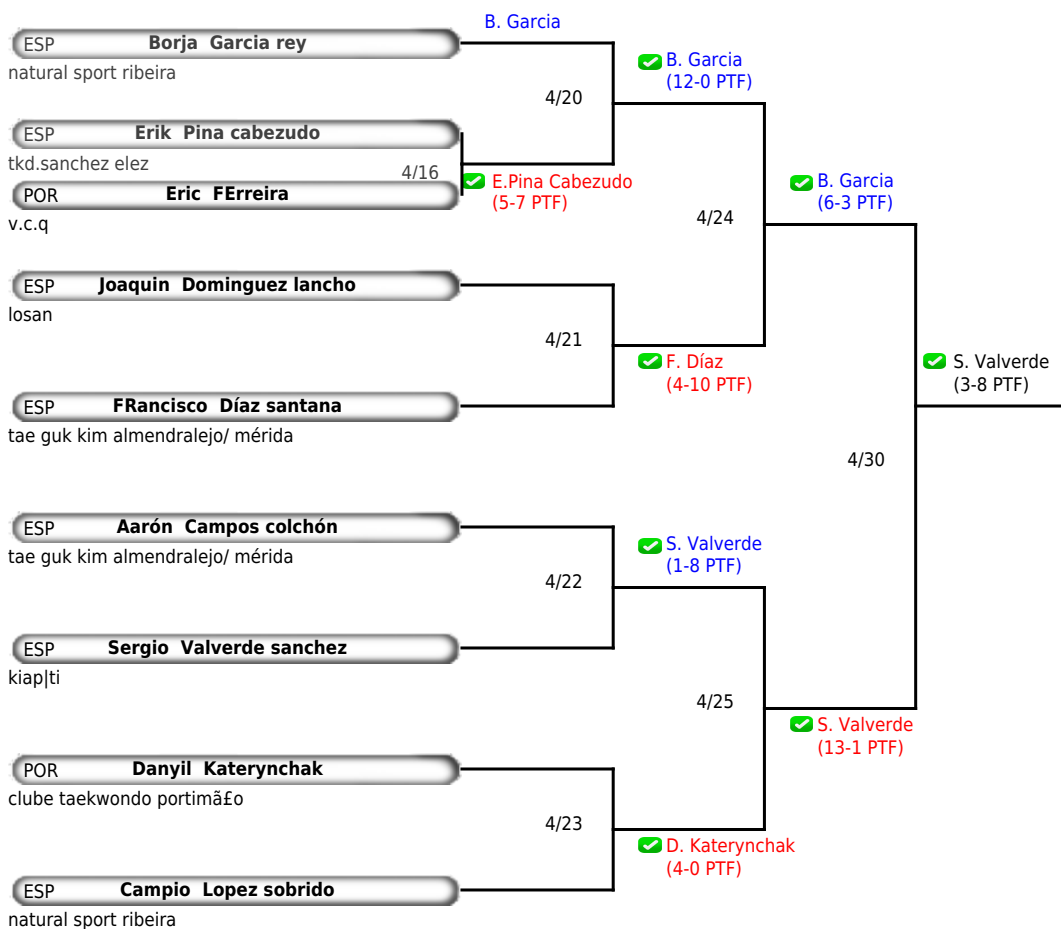 B. Garcia
ESP Borja Garcia rey
natural sport ribeira
B. Garcia
(12-0 PTF)
4/20
ESP Erik Pina cabezudo
tkd.sanchez elez
4/16
E.Pina Cabezudo
(5-7 PTF)
POR Eric FErreira
v.c.q
B. Garcia
(6-3 PTF)
4/24
ESP Joaquin Dominguez lancho
losan
4/21
F. Díaz
(4-10 PTF)
S. Valverde
(3-8 PTF)
ESP FRancisco Díaz santana
tae guk kim almendralejo/ mérida
4/30
ESP Aarón Campos colchón
tae guk kim almendralejo/ mérida
S. Valverde
(1-8 PTF)
4/22
ESP Sergio Valverde sanchez
kiap|ti
4/25
S. Valverde
(13-1 PTF)
POR Danyil Katerynchak
clube taekwondo portimã£o
4/23
D. Katerynchak
(4-0 PTF)
ESP Campio Lopez sobrido
natural sport ribeira